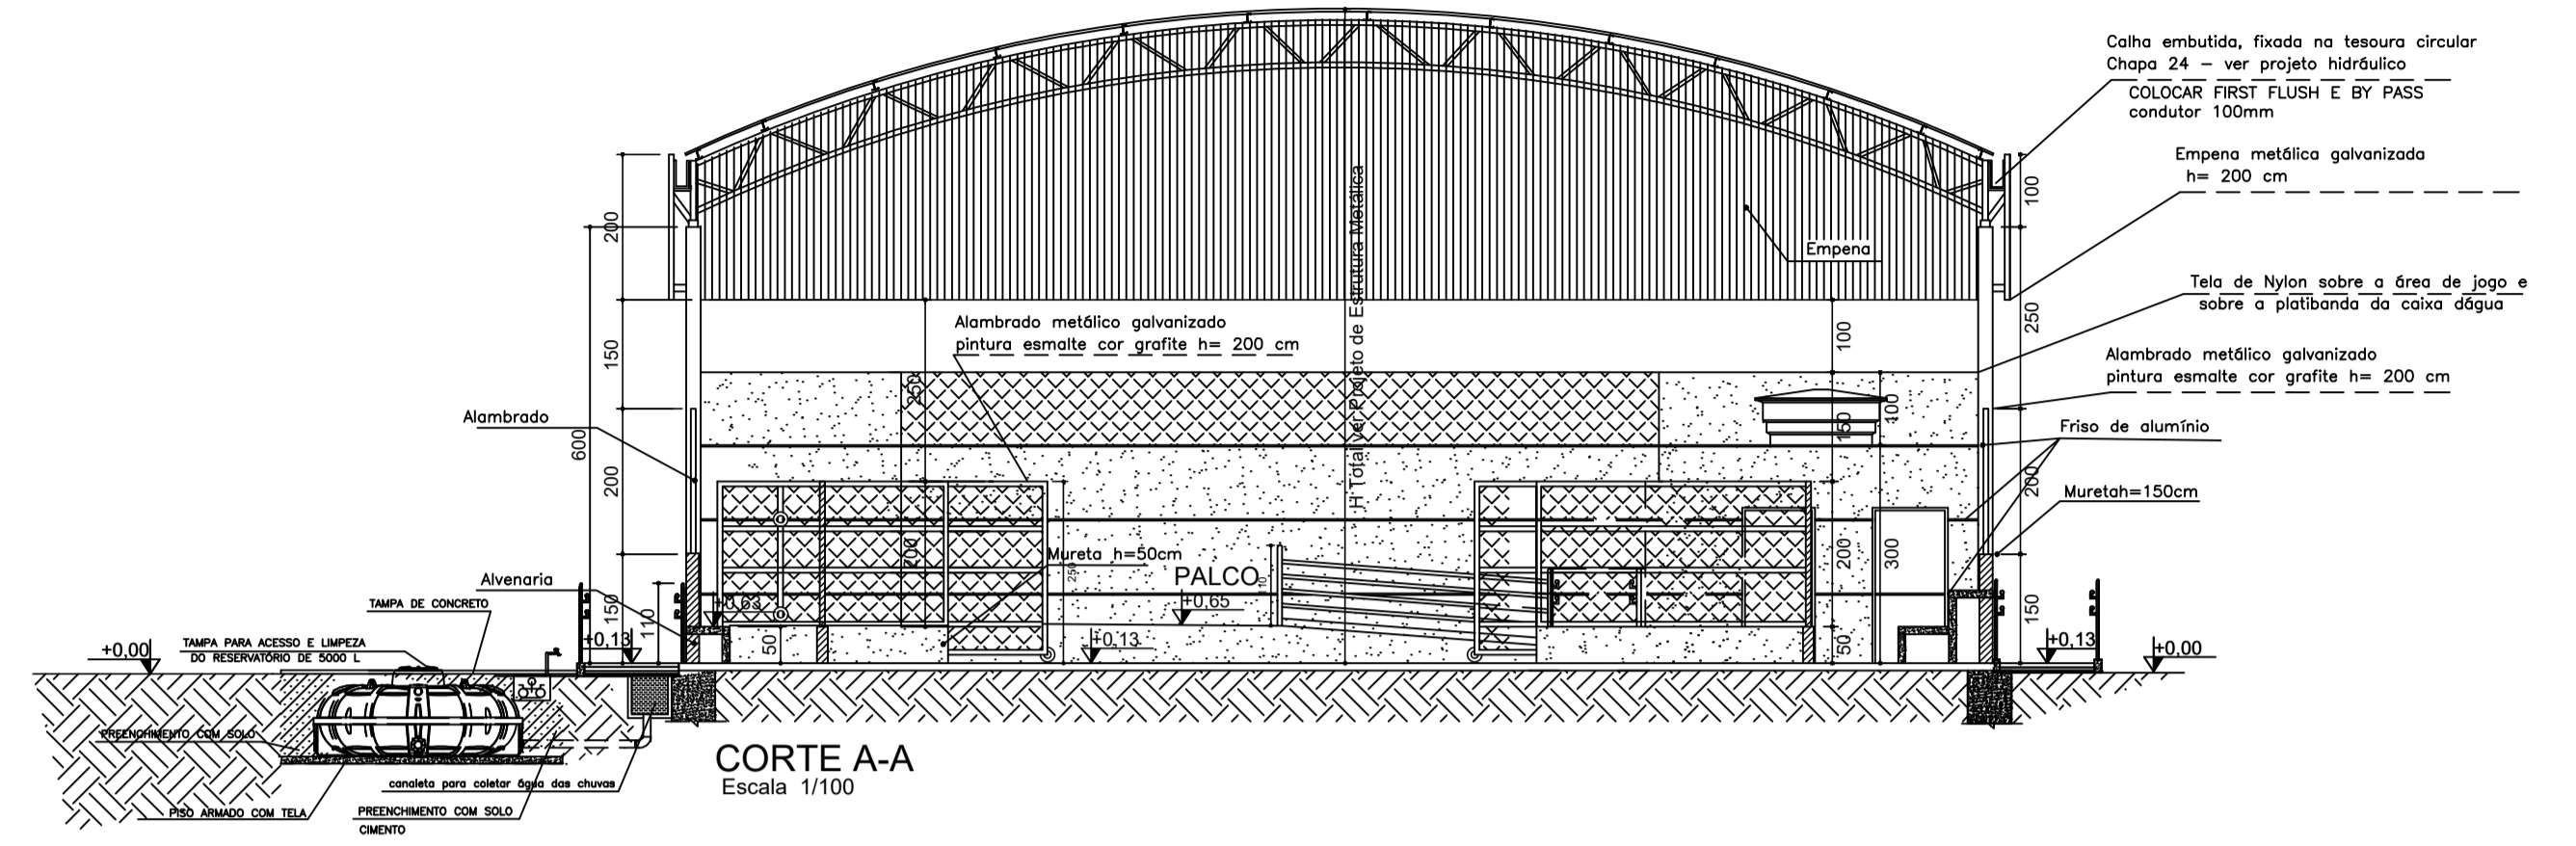 Calha embutida, fixada na tesoura circular
Chapa 24 – ver projeto hidráulico
COLOCAR FIRST FLUSH E BY PASS
condutor 100mm
Empena metálica galvanizada
h= 200 cm
100
200
H Total ver Projeto de Estrutura Metálica
Empena
Tela de Nylon sobre a área de jogo e
sobre a platibanda da caixa dágua
250
Alambrado metálico galvanizado
pintura esmalte cor grafite h= 200 cm
100
150
Alambrado metálico galvanizado
pintura esmalte cor grafite h= 200 cm
250
100
150
Alambrado
600
Friso de alumínio
200
200
Muretah=150cm
200
Mureta h=50cm
250
200
300
PALCO
110
+0,65
Alvenaria
150
110
+0,63
150
TAMPA DE CONCRETO
+0,13
50
+0,13
50
+0,13
+0,00
+0,00
TAMPA PARA ACESSO E LIMPEZA
DO RESERVATÓRIO DE 5000 L
PREENCHIMENTO COM SOLO
CORTE A-A
Escala 1/100
canaleta para coletar água das chuvas
PISO ARMADO COM TELA
PREENCHIMENTO COM SOLO
CIMENTO